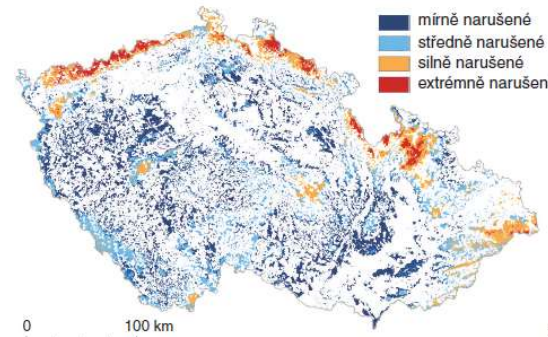 mírně narušené
středně narušené
silně narušené
extrémně narušen
0 100 km